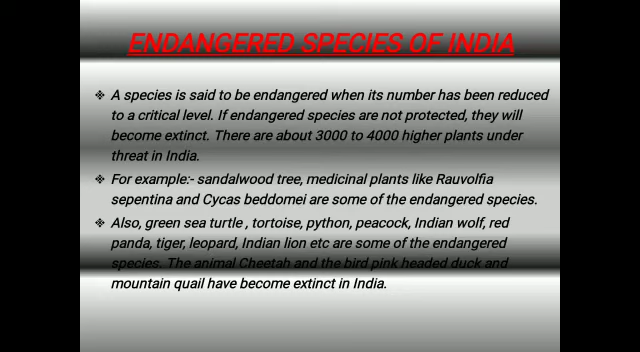 ENDANGERED SPECIES OF INDIA
❖ A species is said to be endangered when its number has been reduced
to a critical level. If endangered species are not protected, they will
become extinct. There are about 3000 to 4000 higher plants under
threat in India.
❖ For example:- sandalwood tree, medicinal plants like Rauvolfia
sepentina and Cycas beddomei are some of the endangered species.
❖ Also, green sea turtle , tortoise, python, peacock, Indian wolf, red
panda, tiger, leopard, Indian lion etc are some of the endangered
species. The animal Cheetah and the bird pink headed duck and
mountain quail have become extinct in India.